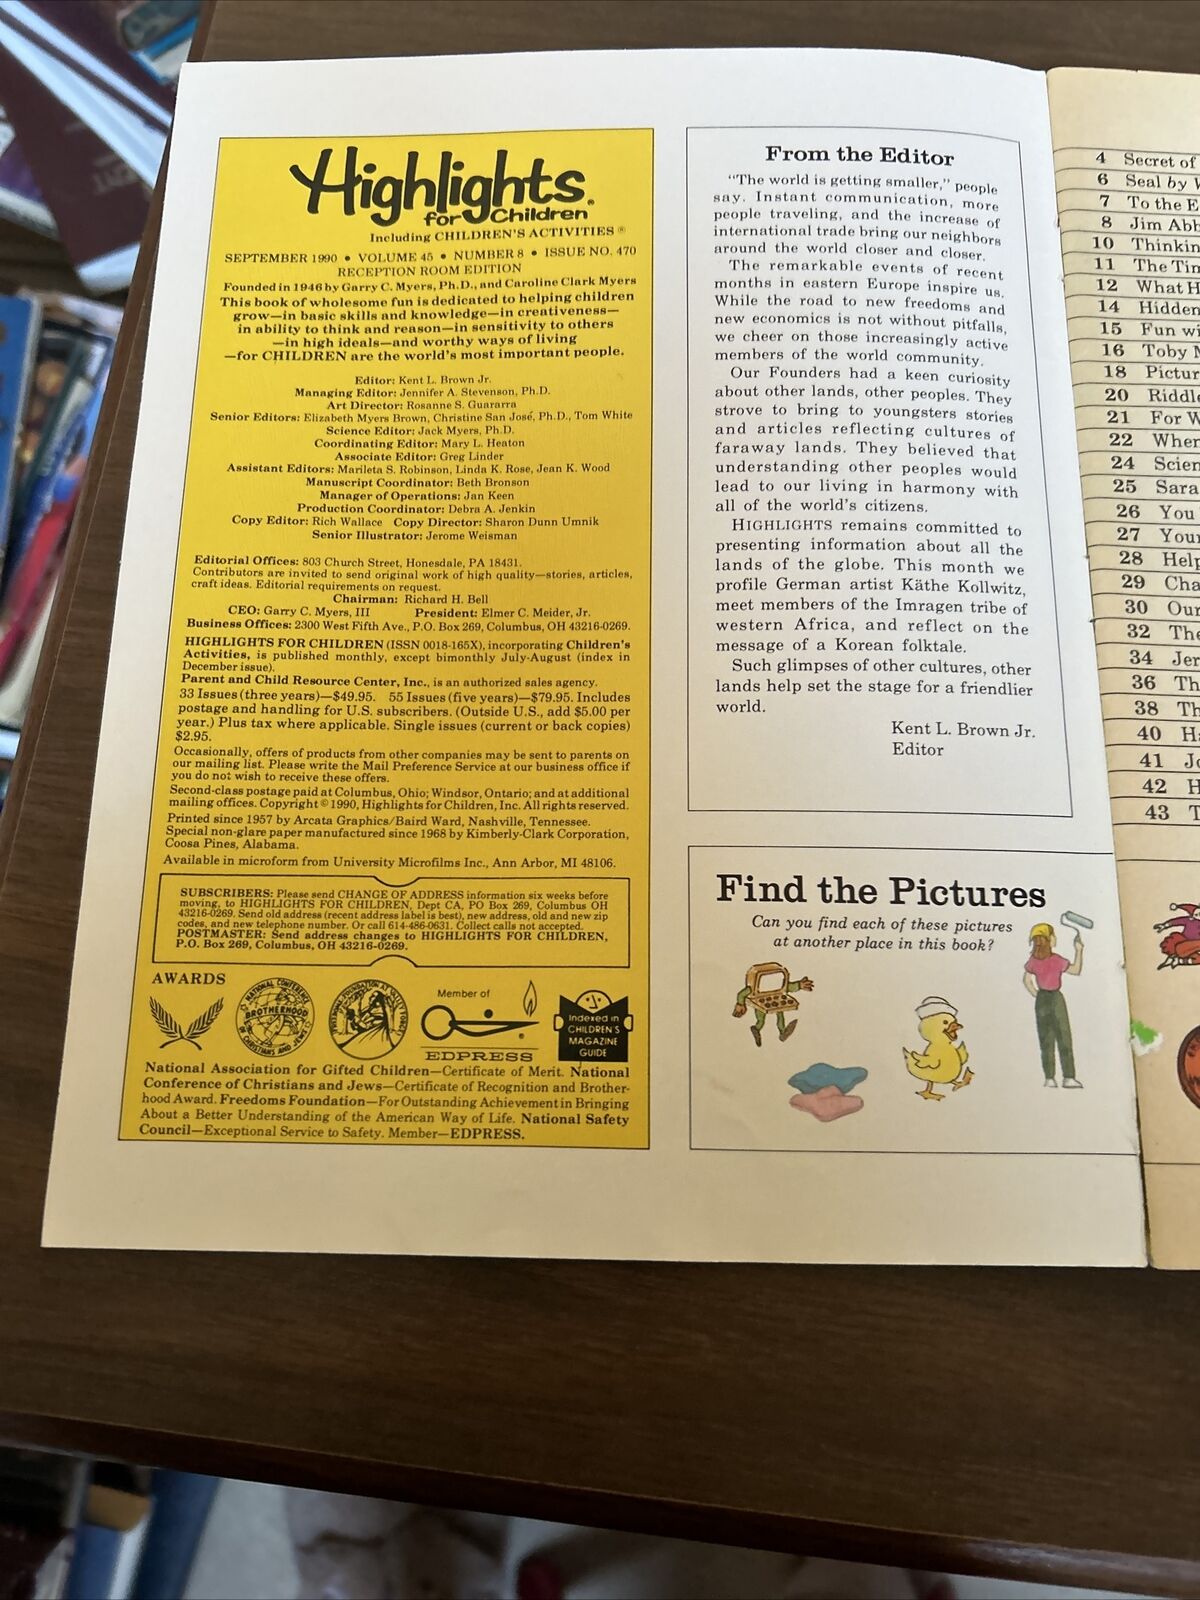 Highlights®
for Children
Including CHILDREN'S ACTIVITIES ®
SEPTEMBER 1990 • VOLUME 45 • NUMBER 8 • ISSUE NO. 470
RECEPTION ROOM EDITION
Founded in 1946 by Garry C. Myers, Ph.D., and Caroline Clark Myers
This book of wholesome fun is dedicated to helping children
grow—in basic skills and knowledge—in creativeness—
in ability to think and reason—in sensitivity to others
—in high ideals—and worthy ways of living
—for CHILDREN are the world's most important people.
Editor: Kent L. Brown Jr.
Managing Editor: Jennifer A. Stevenson, Ph.D.
Art Director: Rosanne S. Guararra
Senior Editors: Elizabeth Myers Brown, Christine San José, Ph.D., Tom White
Science Editor: Jack Myers, Ph.D.
Coordinating Editor: Mary L. Heaton
Associate Editor: Greg Linder
Assistant Editors: Marileta S. Robinson, Linda K. Rose, Jean K. Wood
Manuscript Coordinator: Beth Bronson
Manager of Operations: Jan Keen
Production Coordinator: Debra A. Jenkin
Copy Editor: Rich Wallace Copy Director: Sharon Dunn Umnik
Senior Illustrator: Jerome Weisman
Editorial Offices: 803 Church Street, Honesdale, PA 18431.
Contributors are invited to send original work of high quality—stories, articles,
craft ideas. Editorial requirements on request.
Chairman: Richard H. Bell
CEO: Garry C. Myers, III President: Elmer C. Meider, Jr.
Business Offices: 2300 West Fifth Ave., P.O. Box 269, Columbus, OH 43216-0269.
HIGHLIGHTS FOR CHILDREN (ISSN 0018-165X), incorporating Children's
Activities, is published monthly, except bimonthly July-August (index in
December issue).
Parent and Child Resource Center, Inc., is an authorized sales agency.
33 Issues (three years)—$49.95. 55 Issues (five years)—$79.95. Includes
postage and handling for U.S. subscribers. (Outside U.S., add $5.00 per
year.) Plus tax where applicable. Single issues (current or back copies)
$2.95.
Occasionally, offers of products from other companies may be sent to parents on
our mailing list. Please write the Mail Preference Service at our business office if
you do not wish to receive these offers.
Second-class postage paid at Columbus, Ohio; Windsor, Ontario; and at additional
mailing offices. Copyright © 1990, Highlights for Children, Inc. All rights reserved.
Printed since 1957 by Arcata Graphics/Baird Ward, Nashville, Tennessee.
Special non-glare paper manufactured since 1968 by Kimberly-Clark Corporation,
Coosa Pines, Alabama.
Available in microform from University Microfilms Inc., Ann Arbor, MI 48106.
SUBSCRIBERS: Please send CHANGE OF ADDRESS information six weeks before
moving, to HIGHLIGHTS FOR CHILDREN, Dept CA, PO Box 269, Columbus OH
43216-0269. Send old address (recent address label is best), new address, old and new zip
codes, and new telephone number. Or call 614-486-0631. Collect calls not accepted.
POSTMASTER: Send address changes to HIGHLIGHTS FOR CHILDREN,
P.O. Box 269, Columbus, OH 43216-0269.
AWARDS
NATIONAL CONFERENCE
BROTHERHOOD
OF CHRISTIANS AND JEWS
FOUNDATION AT VALLEY FORGE
Member of
EDPRESS
Indexed in
CHILDREN'S
MAGAZINE
GUIDE
National Association for Gifted Children—Certificate of Merit. National
Conference of Christians and Jews—Certificate of Recognition and Brother-
hood Award. Freedoms Foundation—For Outstanding Achievement in Bringing
About a Better Understanding of the American Way of Life. National Safety
Council—Exceptional Service to Safety. Member—EDPRESS.
From the Editor
"The world is getting smaller," people
say. Instant communication, more
people traveling, and the increase of
international trade bring our neighbors
around the world closer and closer.
The remarkable events of recent
months in eastern Europe inspire us.
While the road to new freedoms and
new economics is not without pitfalls,
we cheer on those increasingly active
members of the world community.
Our Founders had a keen curiosity
about other lands, other peoples. They
strove to bring to youngsters stories
and articles reflecting cultures of
faraway lands. They believed that
understanding other peoples would
lead to our living in harmony with
all of the world's citizens.
HIGHLIGHTS remains committed to
presenting information about all the
lands of the globe. This month we
profile German artist Käthe Kollwitz,
meet members of the Imragen tribe of
western Africa, and reflect on the
message of a Korean folktale.
Such glimpses of other cultures, other
lands help set the stage for a friendlier
world.
Kent L. Brown Jr.
Editor
Find the Pictures
Can you find each of these pictures
at another place in this book?
4 Secret of
6 Seal by
7 To the E
8 Jim Abb
10 Thinkin
11 The Tim
12 What H
14 Hidden
15 Fun wi
16 Toby
18 Pictur
20 Riddle
21 For W
22 When
24 Scien
25 Sara
26 You
27 Your
28 Help
29 Cha
30 Our
32 The
34 Jer
36 Th
38 Th
40 Ha
41 Jo
42 H
43 T